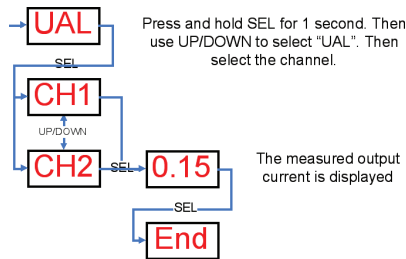 UAL
Press and hold SEL for 1 second. Then
use UP/DOWN to select “UAL”. Then
select the channel.
SEL
CH1
UP/DOWN
CH2
SEL
0.15
The measured output
current is displayed
SEL
End